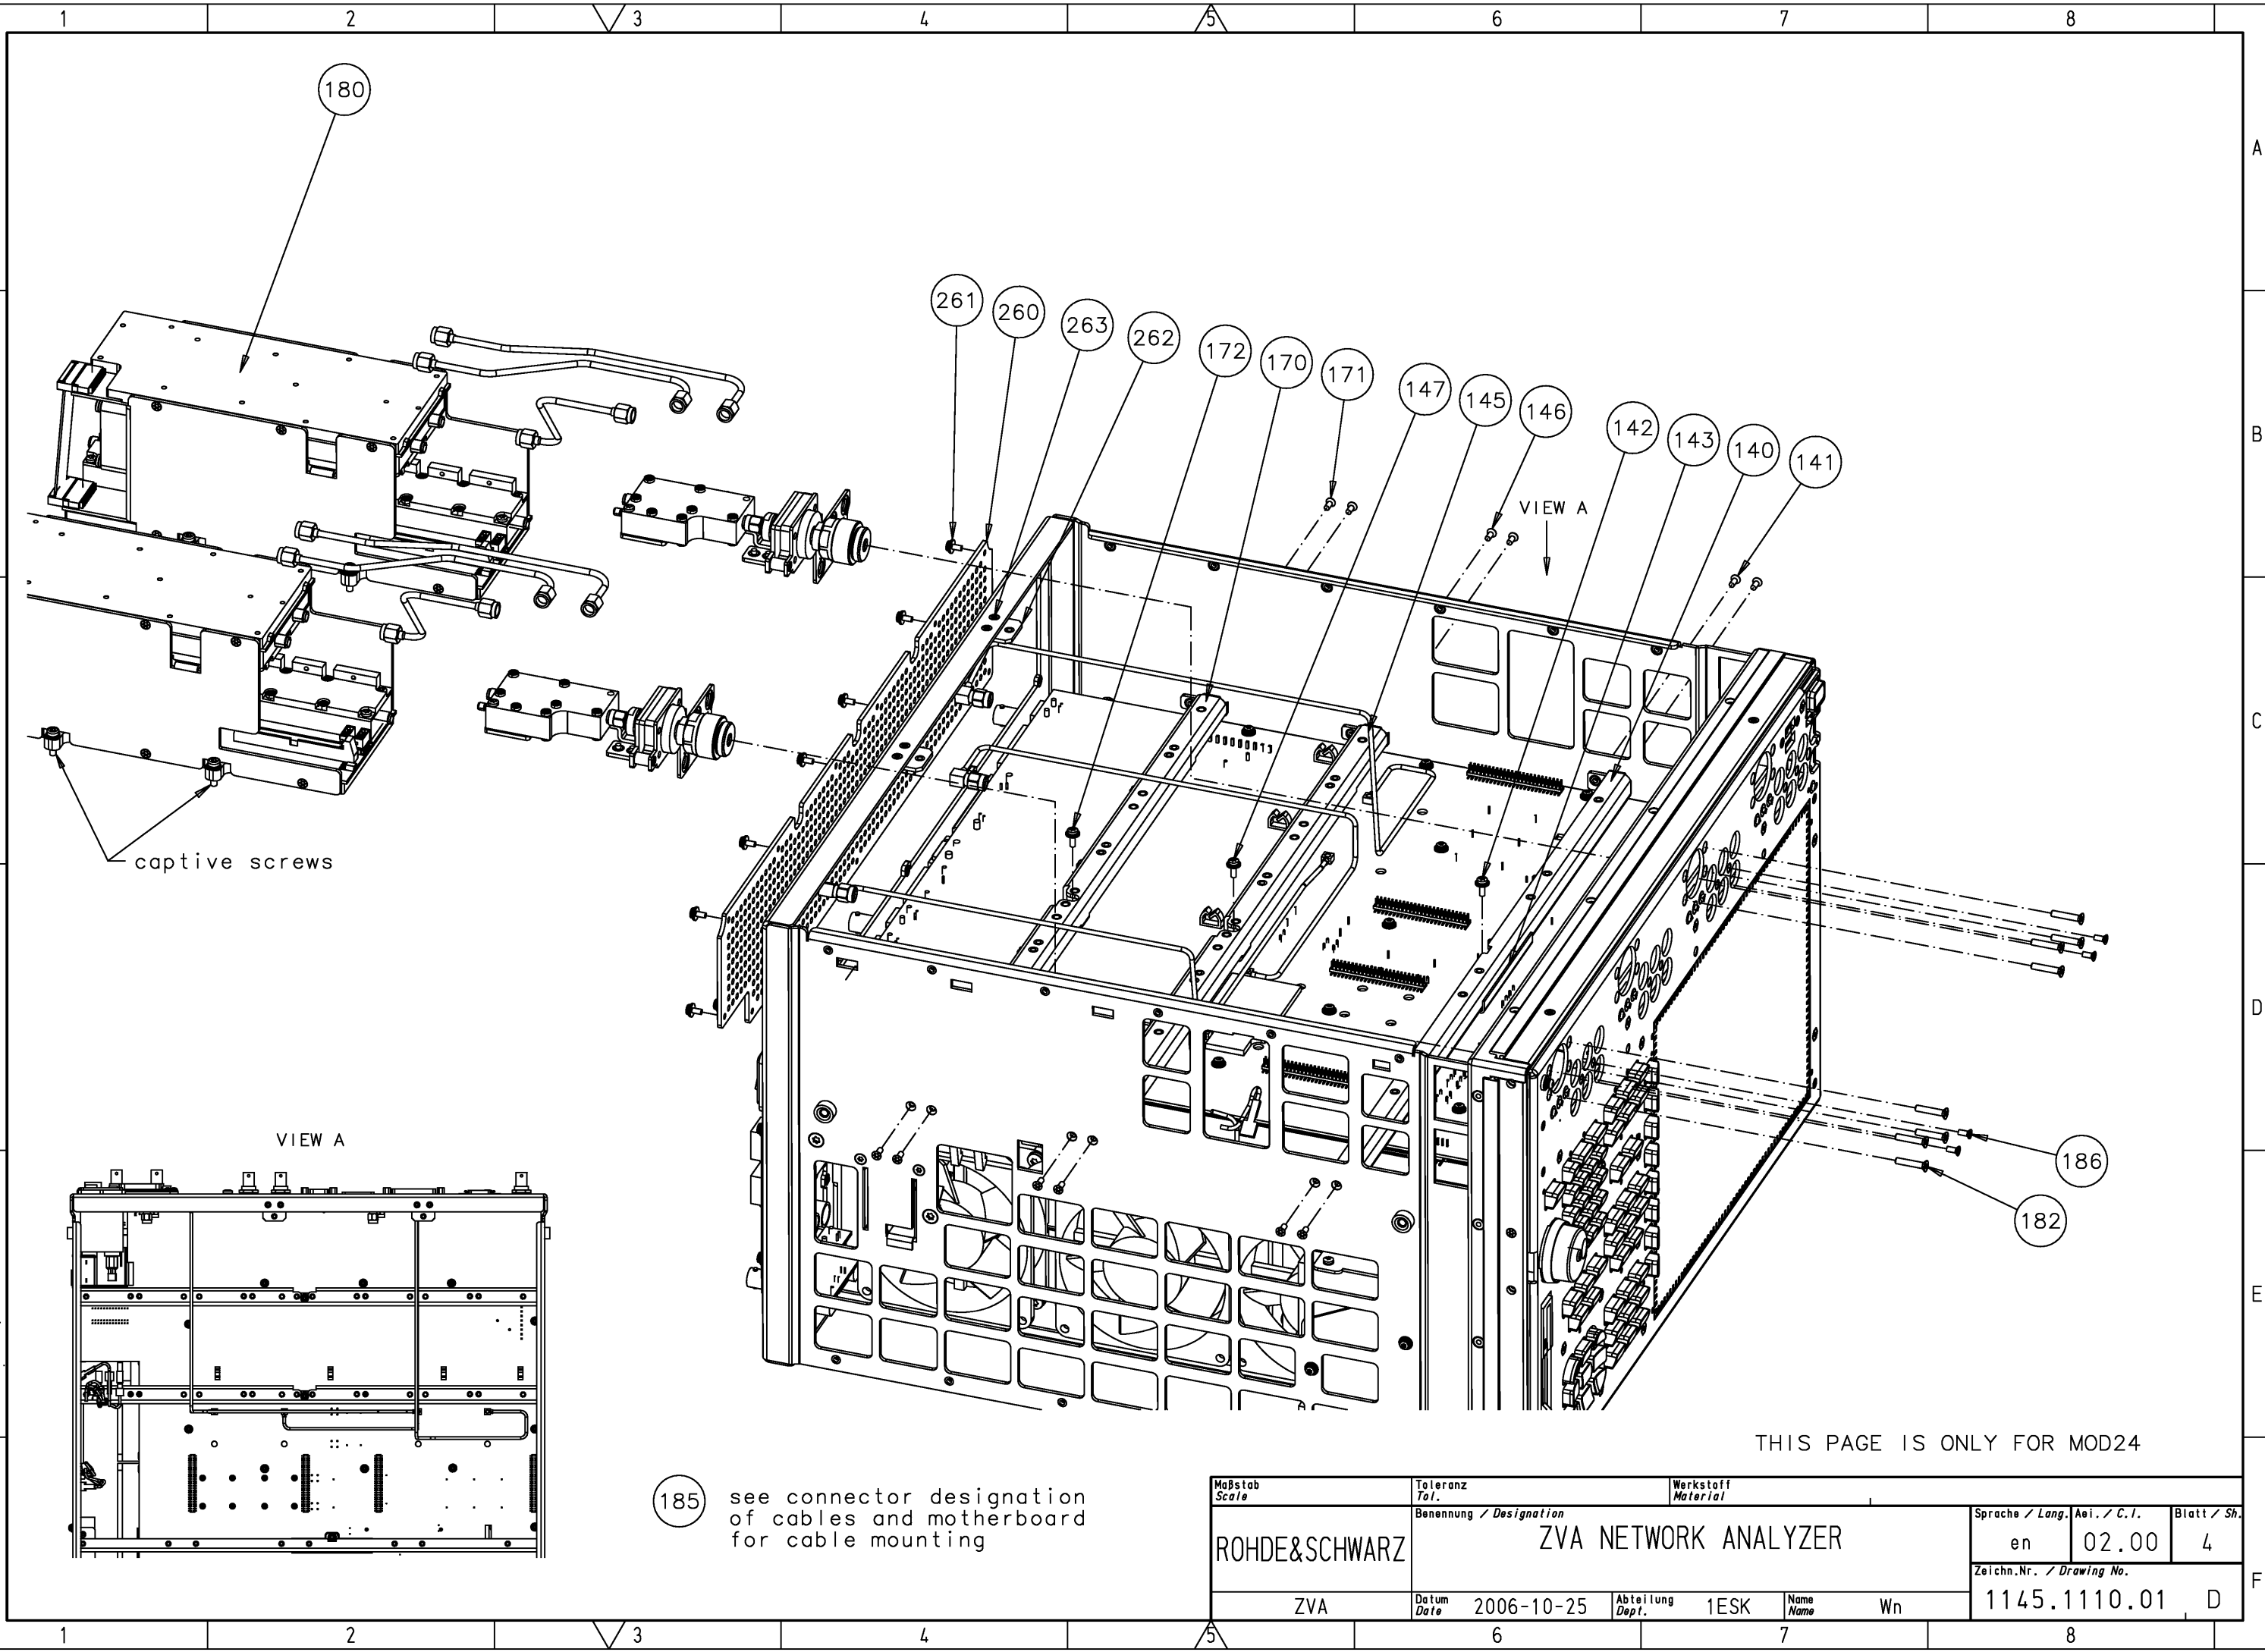 1 2 3 4 5 6 7 8
A
B
C
D
E
F
180
261
260
263
262
172
170
171
147
145
146
142
143
140
141
VIEW A
captive screws
186
182
VIEW A
THIS PAGE IS ONLY FOR MOD24
185
see connector designation
of cables and motherboard
for cable mounting
Maβstab
Scale
Toleranz
Tol.
Werkstoff
Material
ROHDE&SCHWARZ
Benennung / Designation
ZVA NETWORK ANALYZER
Sprache / Lang.
en
Aei. / C.I.
02.00
Blatt / Sh.
4
Zeichn.Nr. / Drawing No.
1145.1110.01 D
ZVA
Datum
Date
2006-10-25
Abteilung
Dept.
1ESK
Name
Name
Wn
1 2 3 4 5 6 7 8